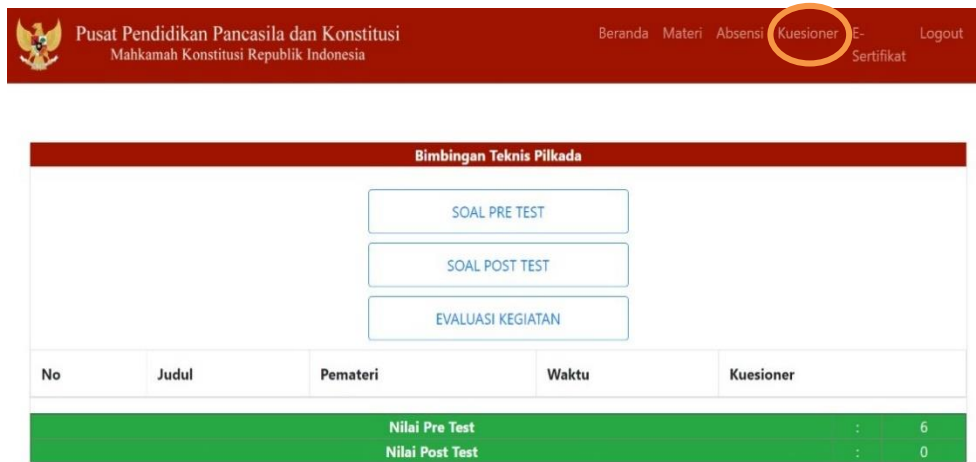 Pusat Pendidikan Pancasila dan Konstitusi
Mahkamah Konstitusi Republik Indonesia
Beranda Materi Absensi Kuesioner E-Sertifikat Logout
Bimbingan Teknis Pilkada
SOAL PRE TEST
SOAL POST TEST
EVALUASI KEGIATAN
No Judul Pemateri Waktu Kuesioner
Nilai Pre Test : 6
Nilai Post Test : 0